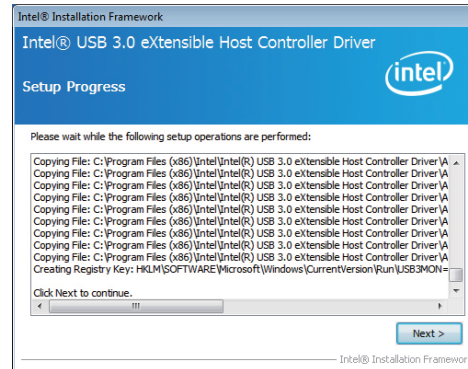 Intel® Installation Framework
Intel® USB 3.0 eXtensible Host Controller Driver
intel
Setup Progress
Please wait while the following setup operations are performed:
Copying File: C:\Program Files (x86)\Intel\Intel(R) USB 3.0 eXtensible Host Controller Driver\A
Copying File: C:\Program Files (x86)\Intel\Intel(R) USB 3.0 eXtensible Host Controller Driver\A
Copying File: C:\Program Files (x86)\Intel\Intel(R) USB 3.0 eXtensible Host Controller Driver\A
Copying File: C:\Program Files (x86)\Intel\Intel(R) USB 3.0 eXtensible Host Controller Driver\A
Copying File: C:\Program Files (x86)\Intel\Intel(R) USB 3.0 eXtensible Host Controller Driver\A
Copying File: C:\Program Files (x86)\Intel\Intel(R) USB 3.0 eXtensible Host Controller Driver\A
Copying File: C:\Program Files (x86)\Intel\Intel(R) USB 3.0 eXtensible Host Controller Driver\A
Copying File: C:\Program Files (x86)\Intel\Intel(R) USB 3.0 eXtensible Host Controller Driver\A
Copying File: C:\Program Files (x86)\Intel\Intel(R) USB 3.0 eXtensible Host Controller Driver\A
Creating Registry Key: HKLM\SOFTWARE\Microsoft\Windows\CurrentVersion\Run\USB3MON=
Click Next to continue.
Next >
Intel® Installation Framewor